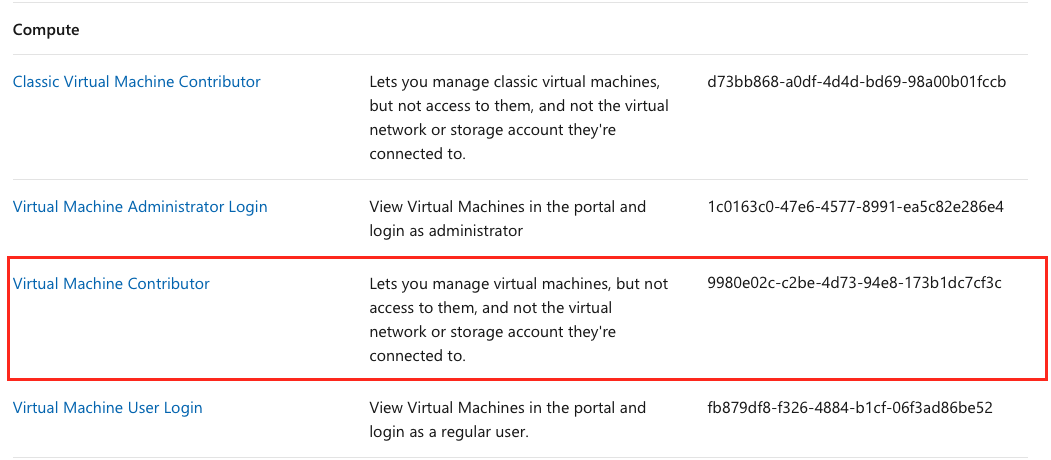 Compute
Classic Virtual Machine Contributor
Lets you manage classic virtual machines,
but not access to them, and not the virtual
network or storage account they're
connected to.
d73bb868-a0df-4d4d-bd69-98a00b01fccb
Virtual Machine Administrator Login
View Virtual Machines in the portal and
login as administrator
1c0163c0-47e6-4577-8991-ea5c82e286e4
Virtual Machine Contributor
Lets you manage virtual machines, but not
access to them, and not the virtual
network or storage account they're
connected to.
9980e02c-c2be-4d73-94e8-173b1dc7cf3c
Virtual Machine User Login
View Virtual Machines in the portal and
login as a regular user.
fb879df8-f326-4884-b1cf-06f3ad86be52